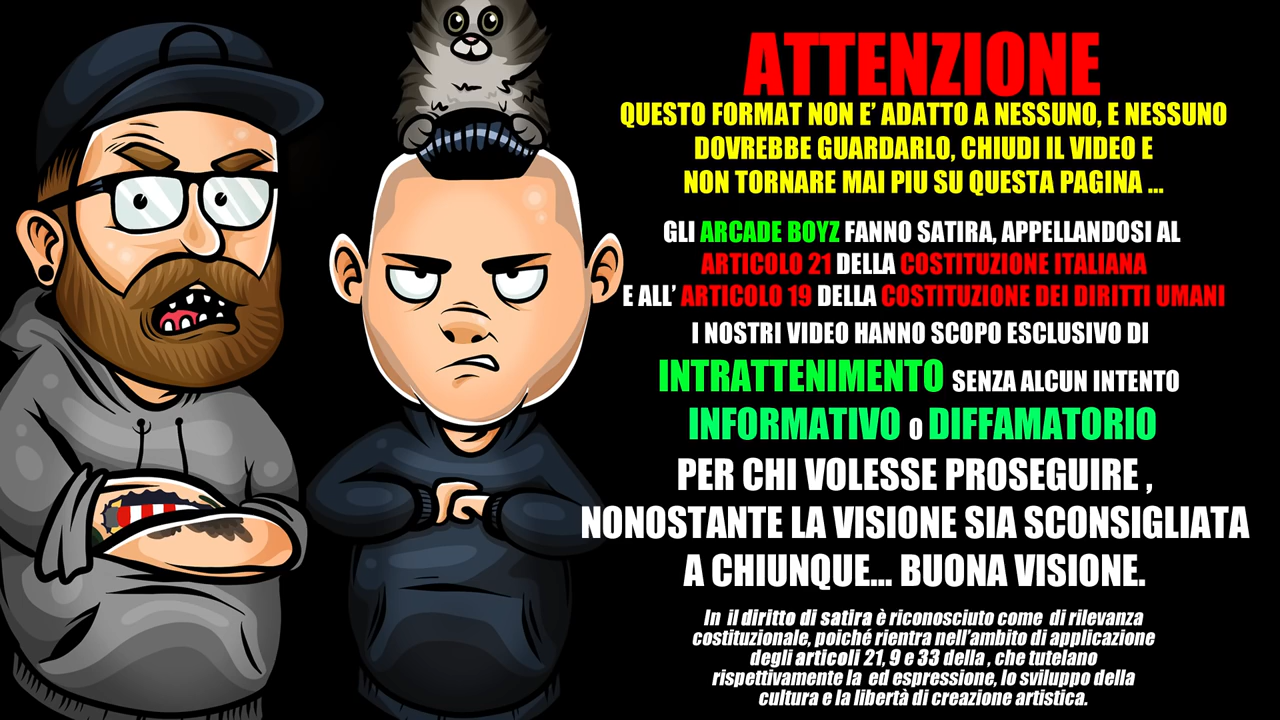 ATTENZIONE
QUESTO FORMAT NON E' ADATTO A NESSUNO, E NESSUNO
DOVREBBE GUARDARLO, CHIUDI IL VIDEO E
NON TORNARE MAI PIU SU QUESTA PAGINA ...
GLI ARCADE BOYZ FANNO SATIRA, APPELLANDOSI AL
ARTICOLO 21 DELLA COSTITUZIONE ITALIANA
E ALL' ARTICOLO 19 DELLA COSTITUZIONE DEI DIRITTI UMANI
I NOSTRI VIDEO HANNO SCOPO ESCLUSIVO DI
INTRATTENIMENTO SENZA ALCUN INTENTO
INFORMATIVO O DIFFAMATORIO
PER CHI VOLESSE PROSEGUIRE ,
NONOSTANTE LA VISIONE SIA SCONSIGLIATA
A CHIUNQUE... BUONA VISIONE.
In il diritto di satira è riconosciuto come di rilevanza
costituzionale, poiché rientra nell'ambito di applicazione
degli articoli 21, 9 e 33 della , che tutelano
rispettivamente la ed espressione, lo sviluppo della
cultura e la libertà di creazione artistica.